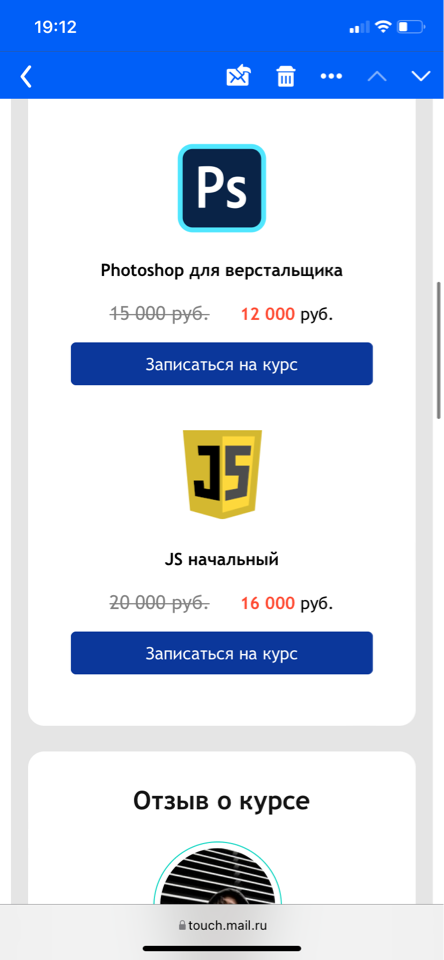 19:12
Ps
Photoshop для верстальщика
15 000 руб. 12 000 руб.
Записаться на курс
JS
JS начальный
20 000 руб. 16 000 руб.
Записаться на курс
Отзыв о курсе
touch.mail.ru